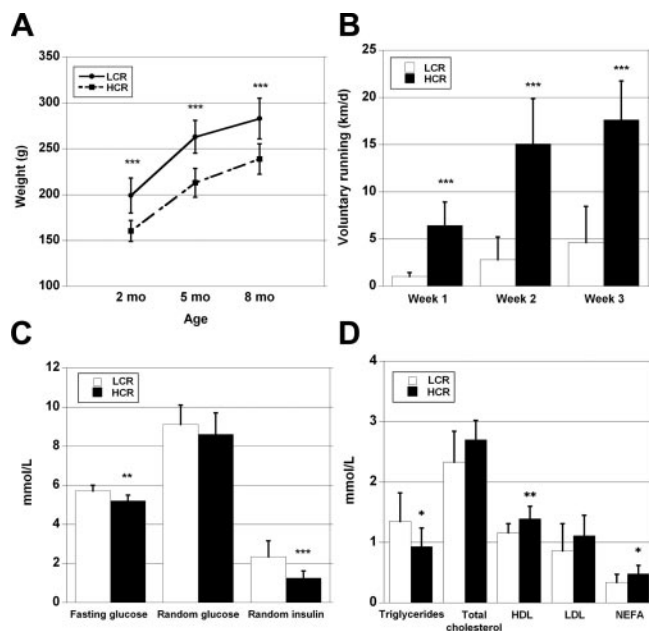 A
350
300
250
200
150
100
Weight (g)
LCR
HCR
***
***
***
2 mo
5 mo
8 mo
Age
B
25
20
15
10
5
0
Voluntary running (km/d)
LCR
HCR
***
***
***
Week 1
Week 2
Week 3
C
12
10
8
6
4
2
0
mmol/L
LCR
HCR
**
***
Fasting glucose
Random glucose
Random insulin
D
4
3
2
1
0
mmol/L
LCR
HCR
*
**
*
Triglycerides
Total
cholesterol
HDL
LDL
NEFA